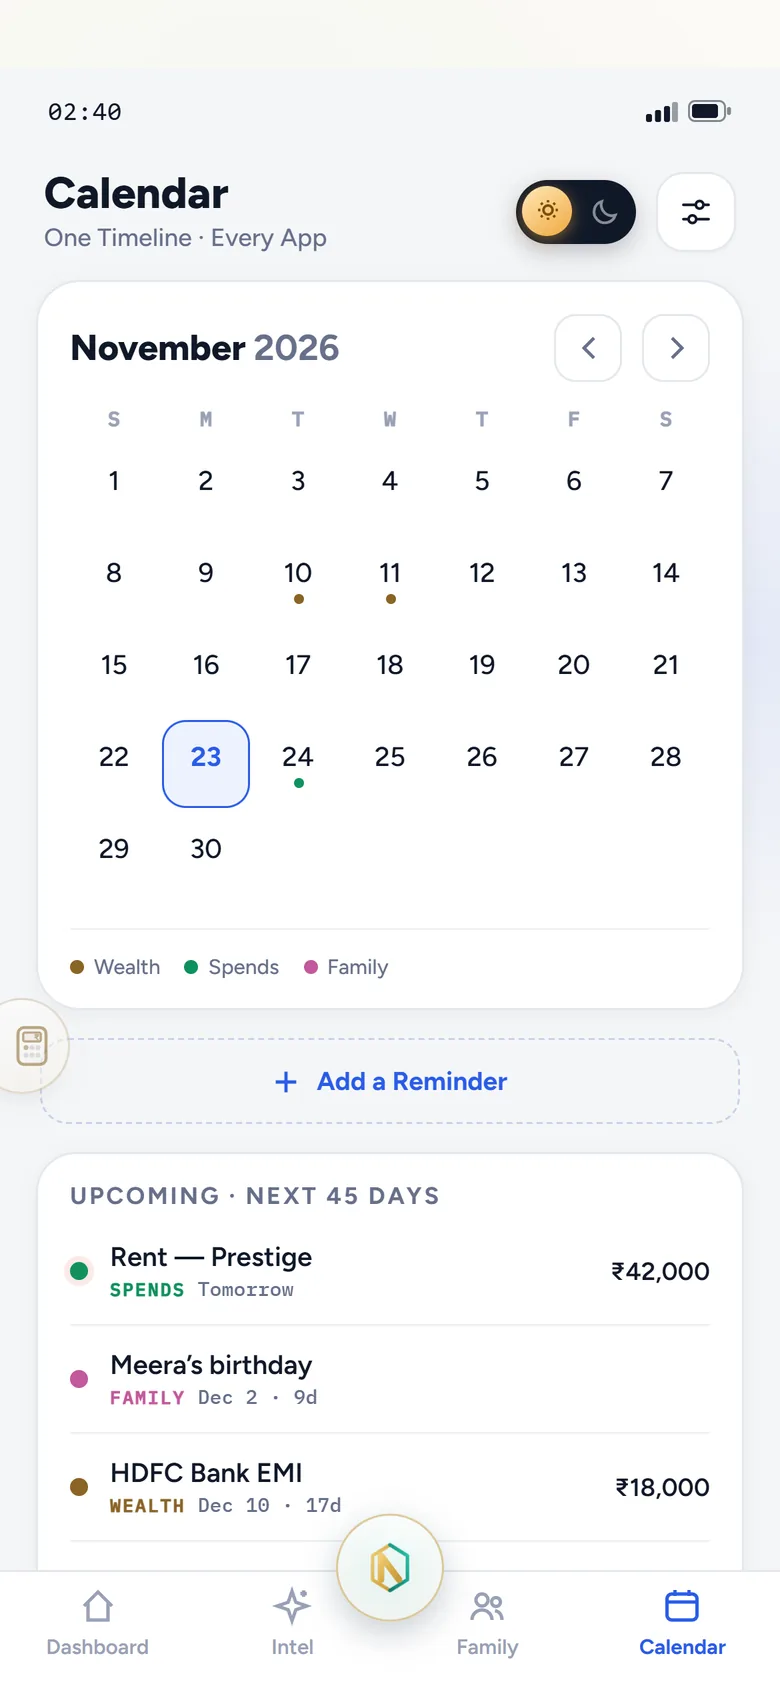 02:40
Calendar
One Timeline · Every App
November 2026
S M T W T F S
1 2 3 4 5 6 7
8 9 10 11 12 13 14
15 16 17 18 19 20 21
22 23 24 25 26 27 28
29 30
Wealth Spends Family
Add a Reminder
UPCOMING · NEXT 45 DAYS
Rent — Prestige
₹42,000
SPENDS Tomorrow
Meera’s birthday
FAMILY Dec 2 · 9d
HDFC Bank EMI
₹18,000
WEALTH Dec 10 · 17d
Dashboard Intel Family Calendar